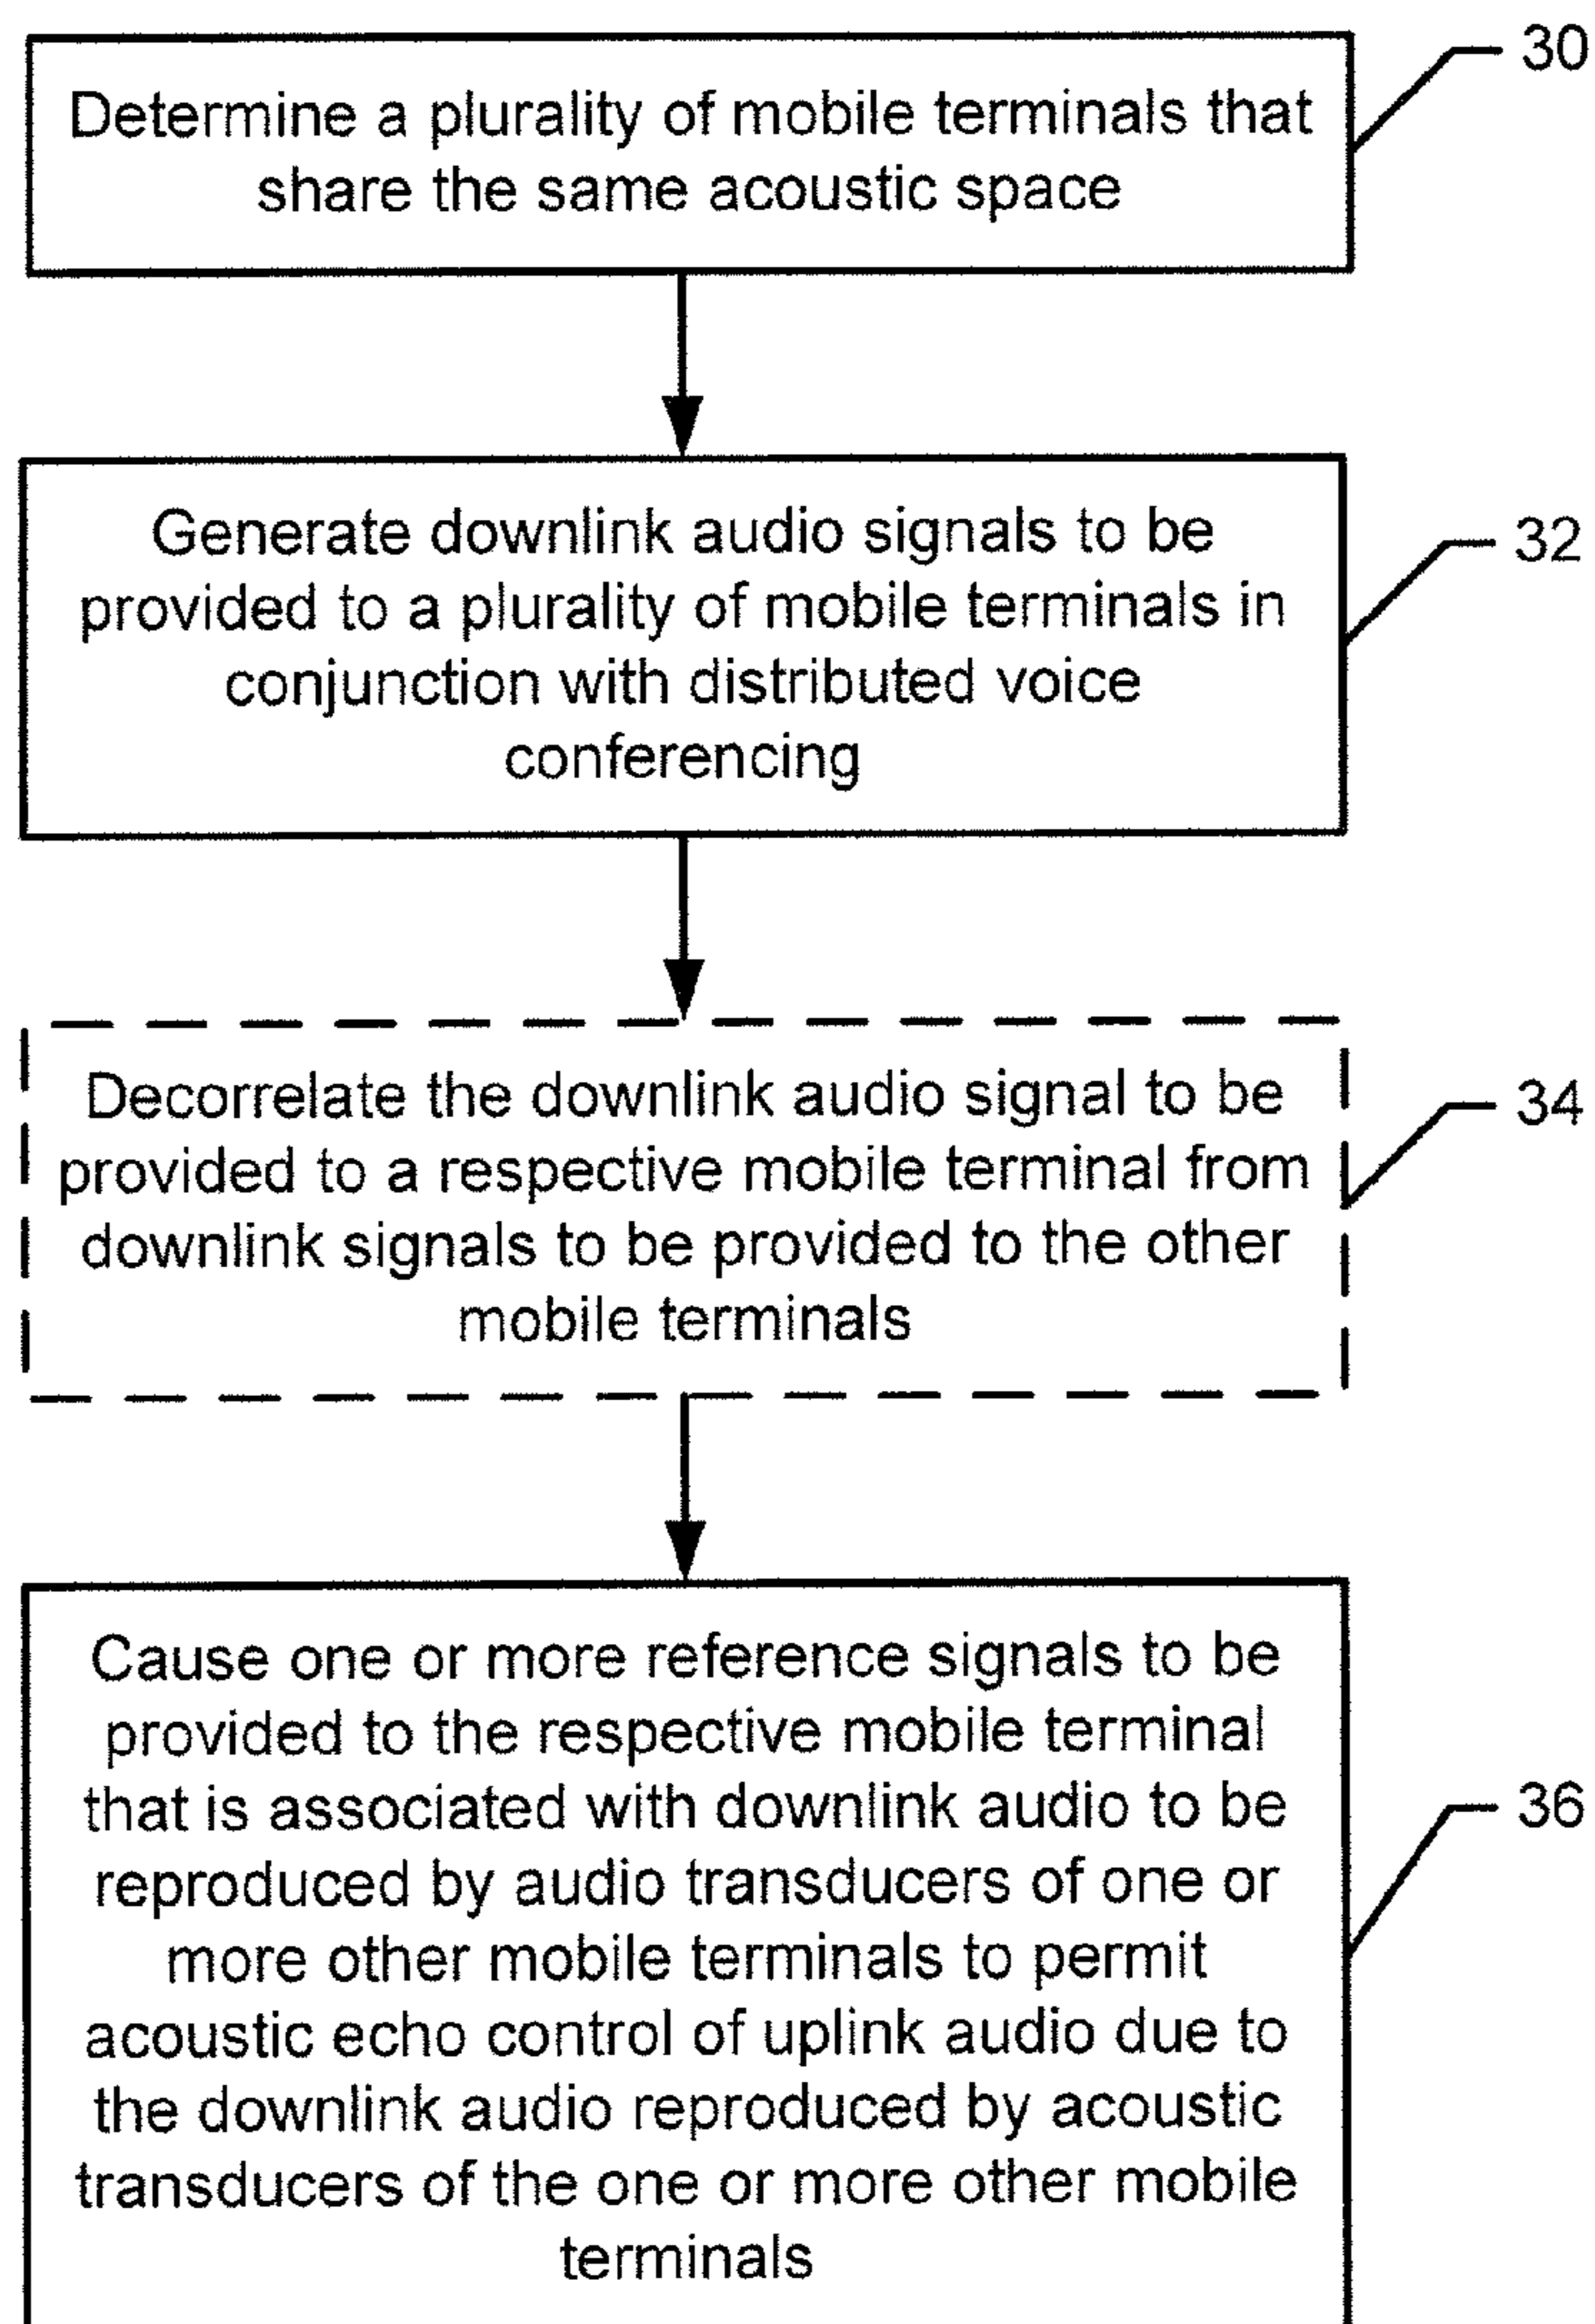 Determine a plurality of mobile terminals that
share the same acoustic space
30
Generate downlink audio signals to be
provided to a plurality of mobile terminals in
conjunction with distributed voice
conferencing
32
Decorrelate the downlink audio signal to be
provided to a respective mobile terminal from
downlink signals to be provided to the other
mobile terminals
34
Cause one or more reference signals to be
provided to the respective mobile terminal
that is associated with downlink audio to be
reproduced by audio transducers of one or
more other mobile terminals to permit
acoustic echo control of uplink audio due to
the downlink audio reproduced by acoustic
transducers of the one or more other mobile
terminals
36